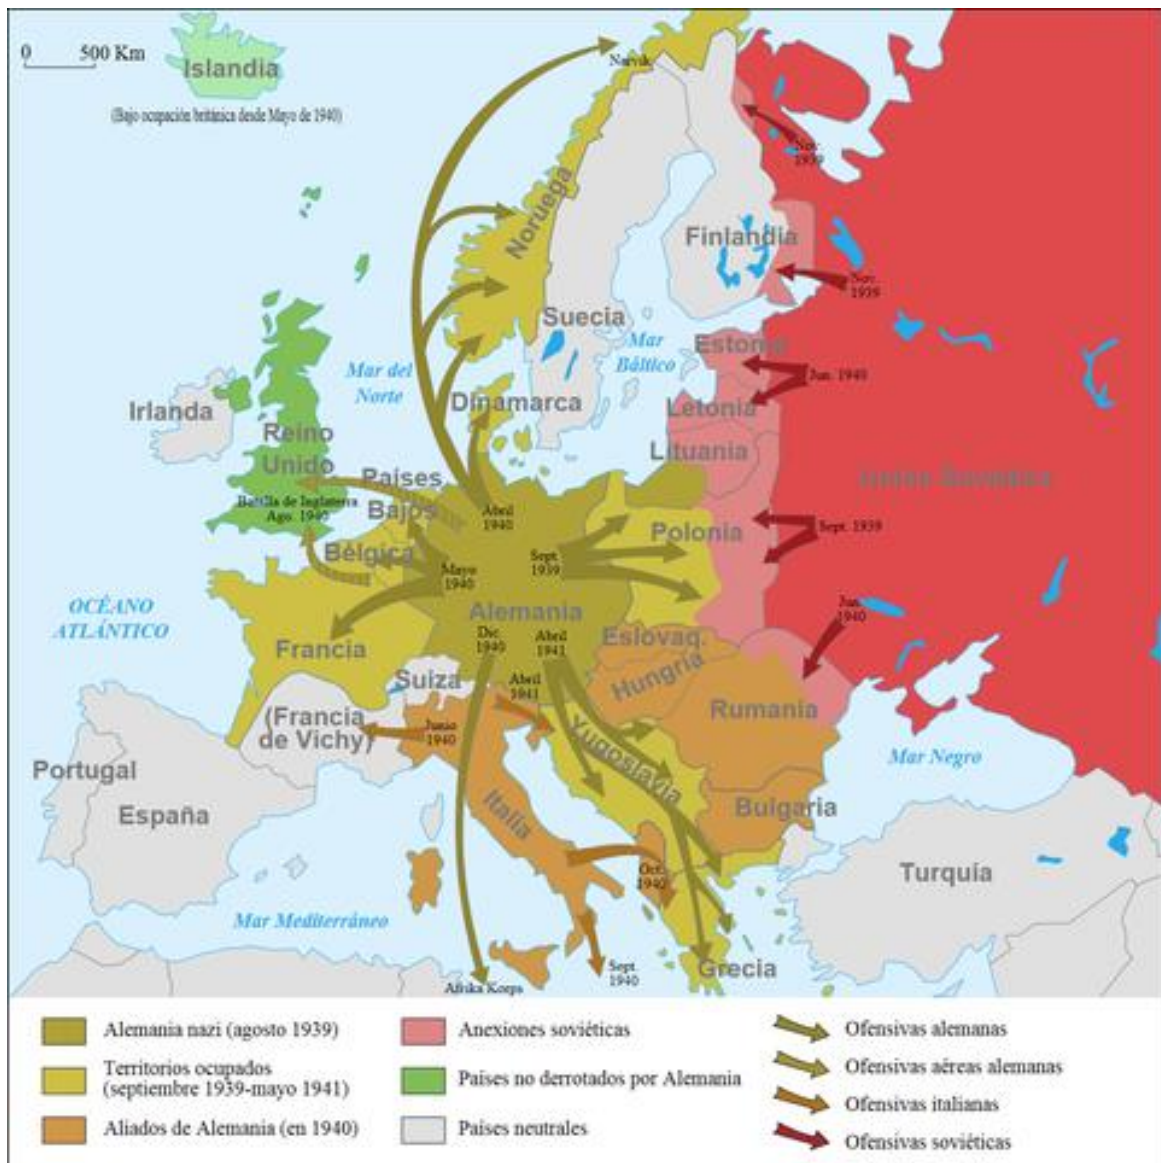 0 500 Km
Islandia
(Bajo ocupación británica desde Mayo de 1940)
Narvik
Nov.
1939
Noruega
Finlandia
Nov.
1939
Suecia
Mar
Báltico
Estonia
Jun. 1940
Mar del
Norte
Irlanda
Dinamarca
Letonia
Reino
Unido
Lituania
Países
Bajos
Batalla de Inglaterra
Ago. 1940
Abril
1940
Unión Soviética
Polonia
Sept. 1939
Bélgica
Mayo
1940
Sept.
1939
OCÉANO
ATLÁNTICO
Alemania
Jun.
1940
Francia
Dic.
1940
Abril
1941
Eslovaq.
Hungría
Suiza
Abril
1941
Rumania
(Francia
de Vichy)
Junio
1940
Yugoslavia
Mar Negro
Portugal
España
Italia
Bulgaria
Turquía
Oct.
1940
Mar Mediterráneo
Afrika Korps
Sept.
1940
Grecia
Alemania nazi (agosto 1939)
Territorios ocupados
(septiembre 1939-mayo 1941)
Aliados de Alemania (en 1940)
Anexiones soviéticas
Países no derrotados por Alemania
Países neutrales
Ofensivas alemanas
Ofensivas aéreas alemanas
Ofensivas italianas
Ofensivas soviéticas